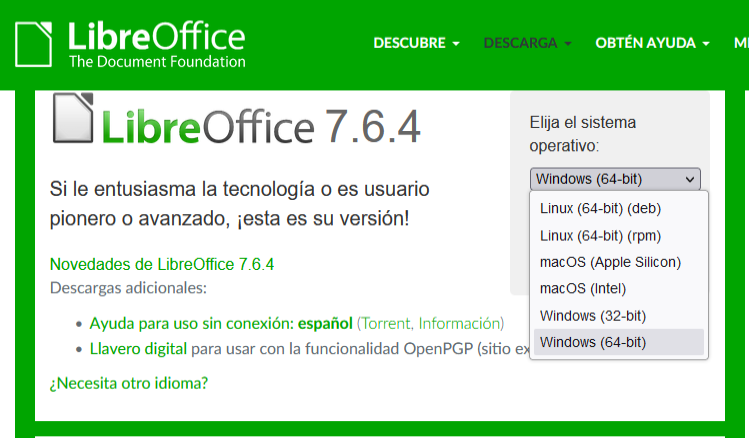 LibreOffice
The Document Foundation
DESCUBRE
DESCARGA
OBTÉN AYUDA
LibreOffice 7.6.4
Si le entusiasma la tecnología o es usuario
pionero o avanzado, ¡esta es su versión!
Novedades de LibreOffice 7.6.4
Descargas adicionales:
• Ayuda para uso sin conexión: español (Torrent, Información)
• Llavero digital para usar con la funcionalidad OpenPGP (sitio
¿Necesita otro idioma?
Elija el sistema
operativo:
Windows (64-bit)
Linux (64-bit) (deb)
Linux (64-bit) (rpm)
macOS (Apple Silicon)
macOS (Intel)
Windows (32-bit)
Windows (64-bit)